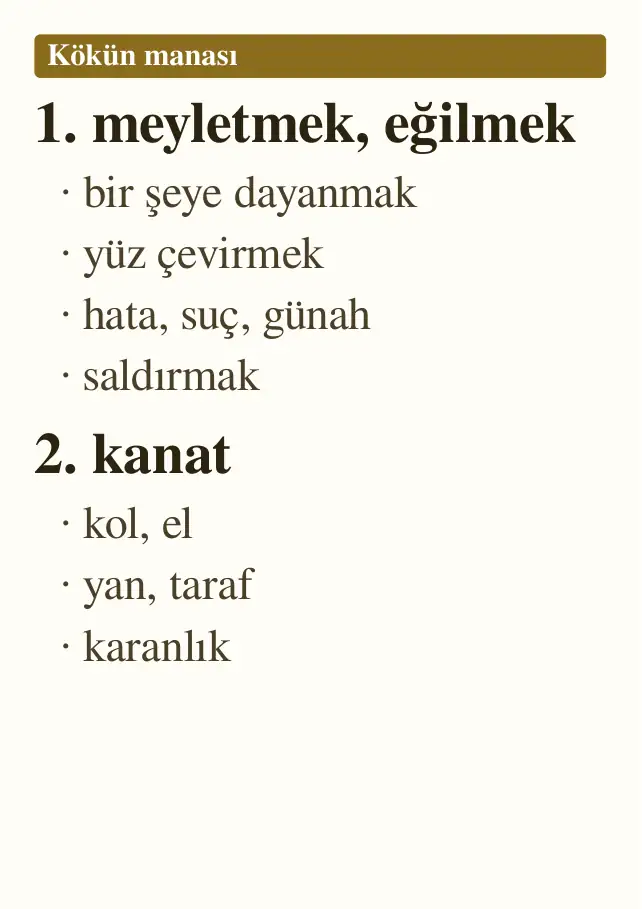 Kökün manası
1. meyletmek, eğilmek
· bir şeye dayanmak
· yüz çevirmek
· hata, suç, günah
· saldırmak
2. kanat
· kol, el
· yan, taraf
· karanlık